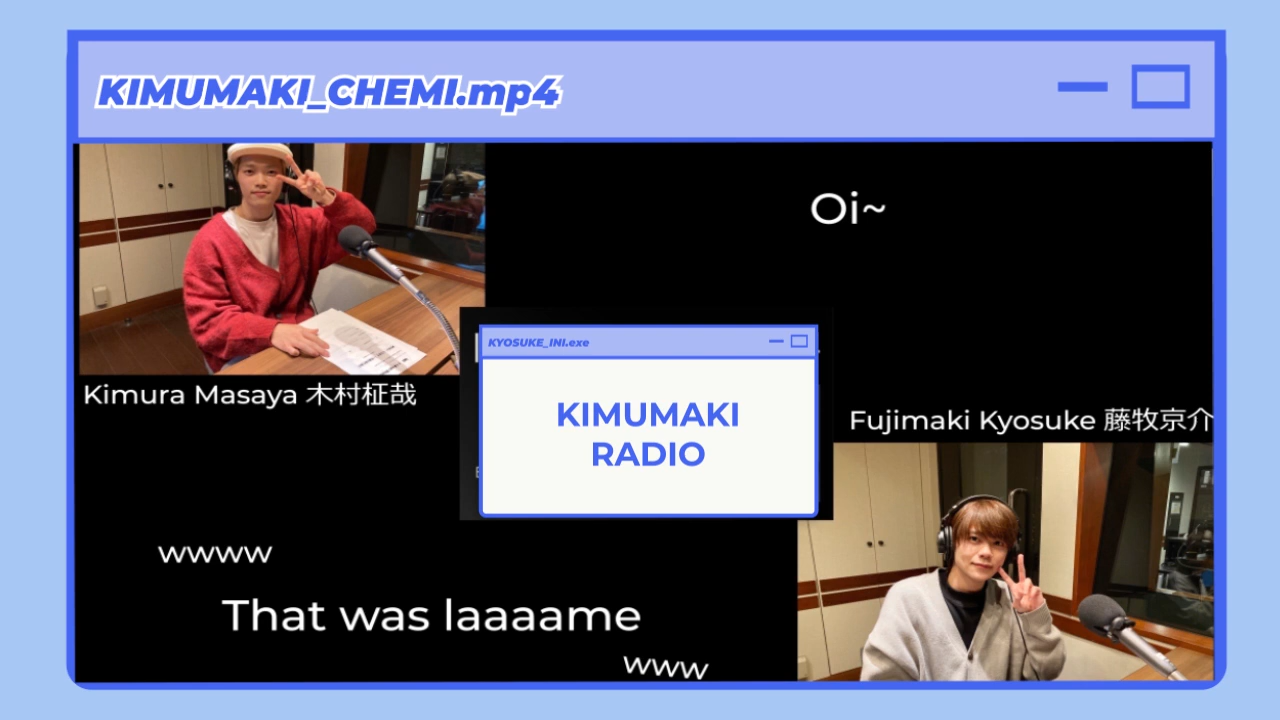 KIMUMAKI_CHEMI.mp4
Oi~
Kimura Masaya 木村柾哉
KYOSUKE_INI.exe
KIMUMAKI
RADIO
Fujimaki Kyosuke 藤牧京介
wwww
That was laaaame
www